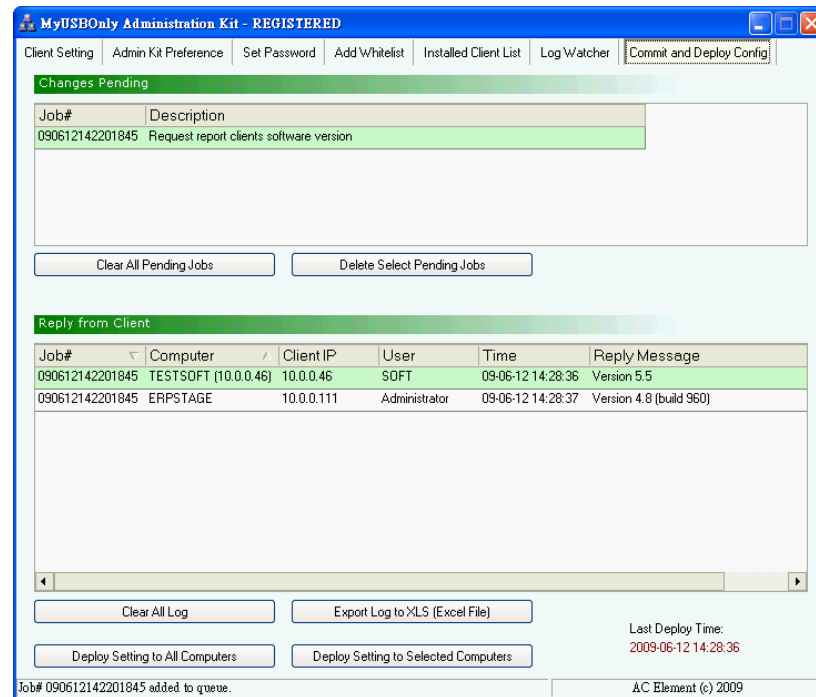 MyUSBOnly Administration Kit - REGISTERED
Client Setting Admin Kit Preference Set Password Add Whitelist Installed Client List Log Watcher Commit and Deploy Config
Changes Pending
Job# Description
090612142201845 Request report clients software version
Clear All Pending Jobs Delete Select Pending Jobs
Reply from Client
Job# Computer Client IP User Time Reply Message
090612142201845 TESTSOFT (10.0.0.46) 10.0.0.46 SOFT 09-06-12 14:28:36 Version 5.5
090612142201845 ERPSTAGE 10.0.0.111 Administrator 09-06-12 14:28:37 Version 4.8 (build 960)
Clear All Log Export Log to XLS (Excel File)
Last Deploy Time:
2009-06-12 14:28:36
Deploy Setting to All Computers Deploy Setting to Selected Computers
Job# 090612142201845 added to queue. AC Element (c) 2009